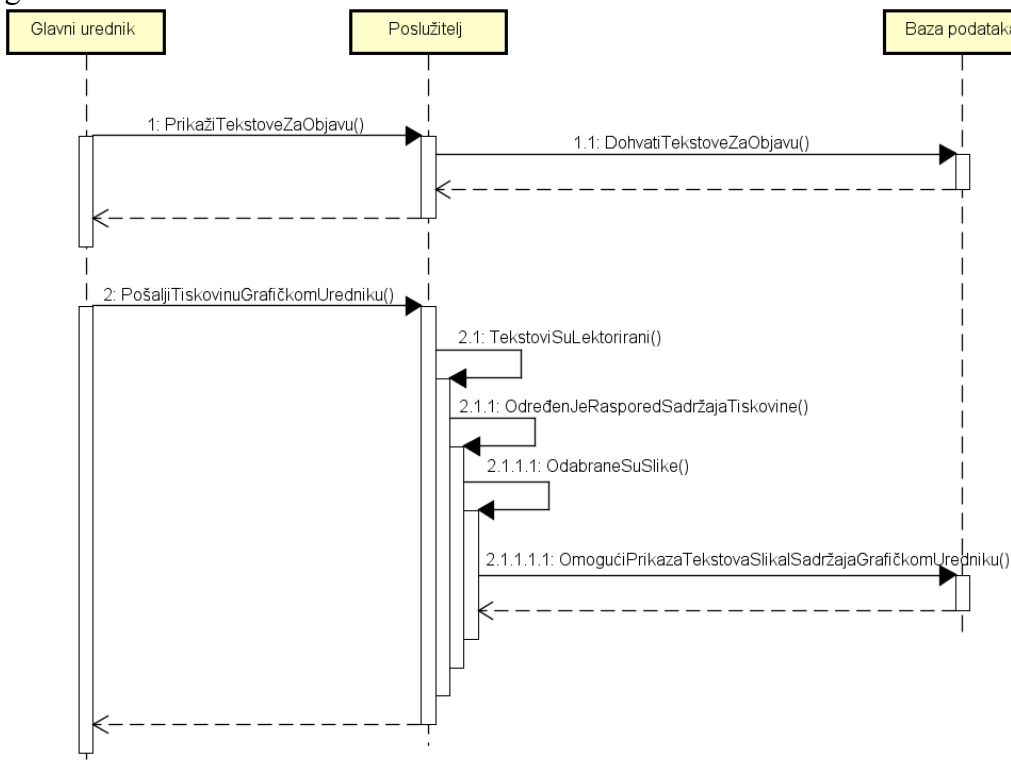 Glavni urednik
Poslužitelj
Baza podataka
1: PrikažiTekstoveZaObjavu()
1.1: DohvatiTekstoveZaObjavu()
2: PošaljiTiskovinuGrafičkomUredniku()
2.1: TekstoviSuLektorirani()
2.1.1: OdređenJeRasporedSadržajaTiskovine()
2.1.1.1: OdabraneSuSlike()
2.1.1.1.1: OmogućiPrikazaTekstovaSlikaISadržajaGrafičkomUredniku()